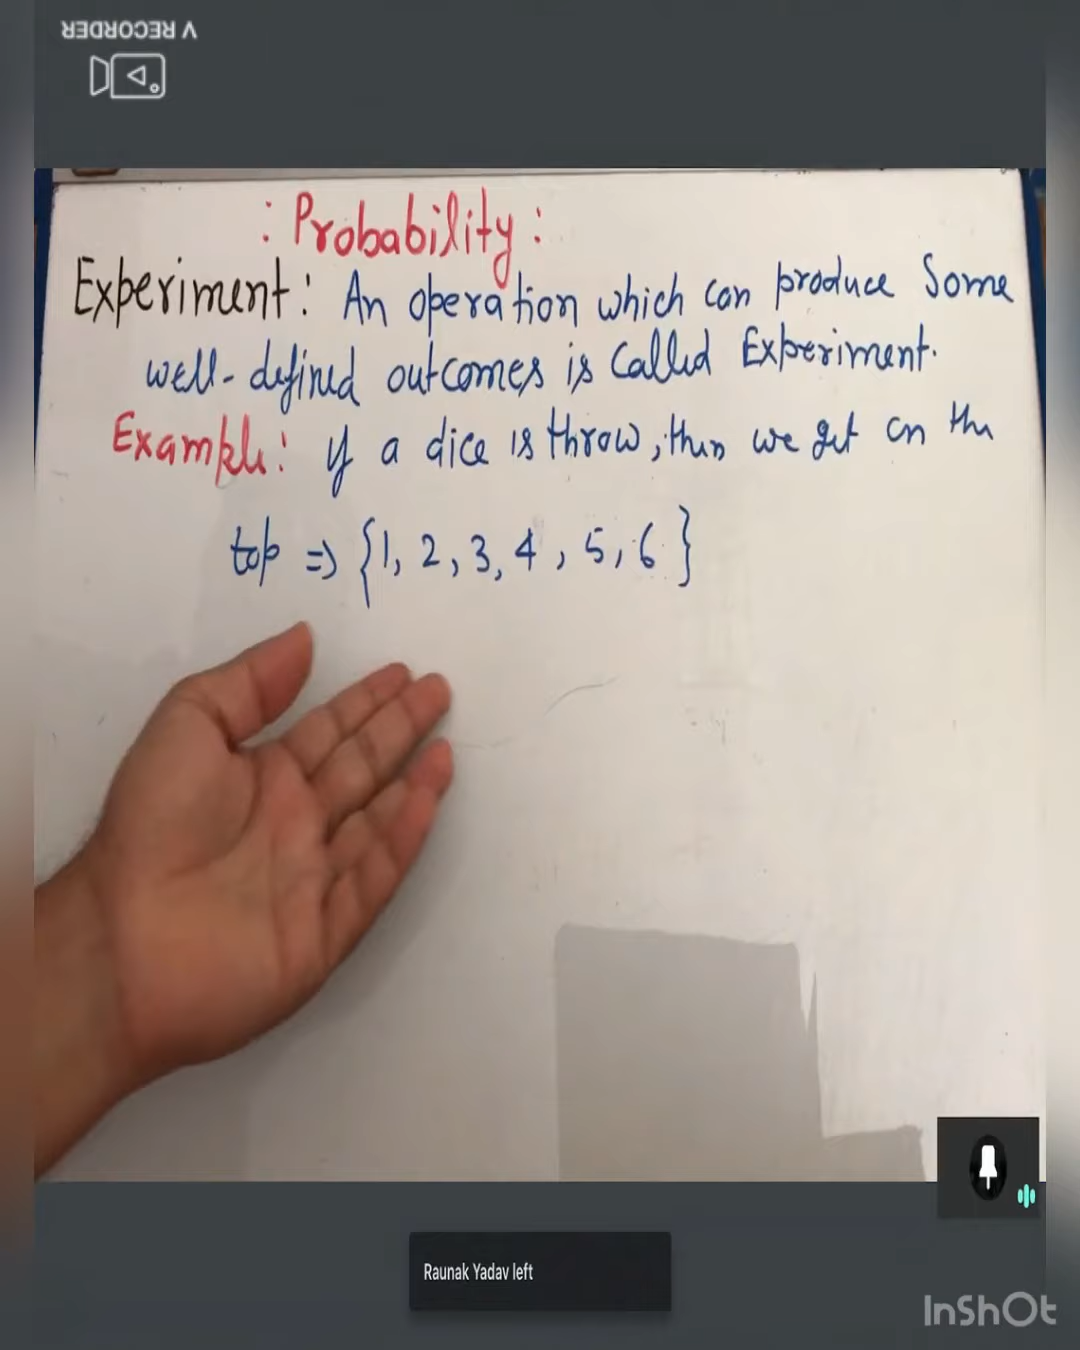 V RECORDER
: Probability :
Experiment : An operation which can produce Some
well-defined outcomes is Called Experiment.
Example : if a dice is throw, then we get on the
top => {1, 2, 3, 4, 5, 6}
Raunak Yadav left
InShOt